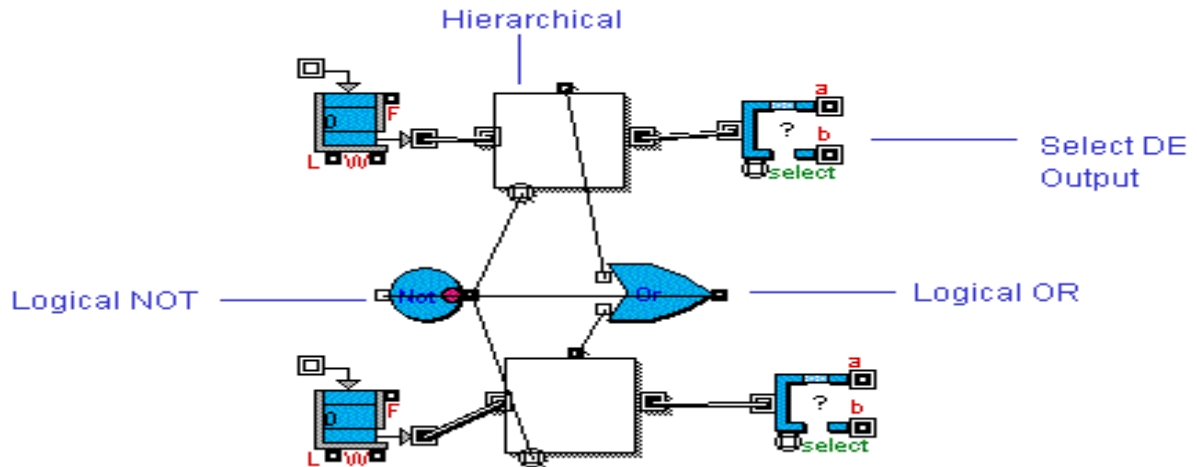 Hierarchical
a
F
0
?
b
L W
select
Select DE
Output
Logical NOT
Not
Or
Logical OR
a
F
0
?
b
L W
select